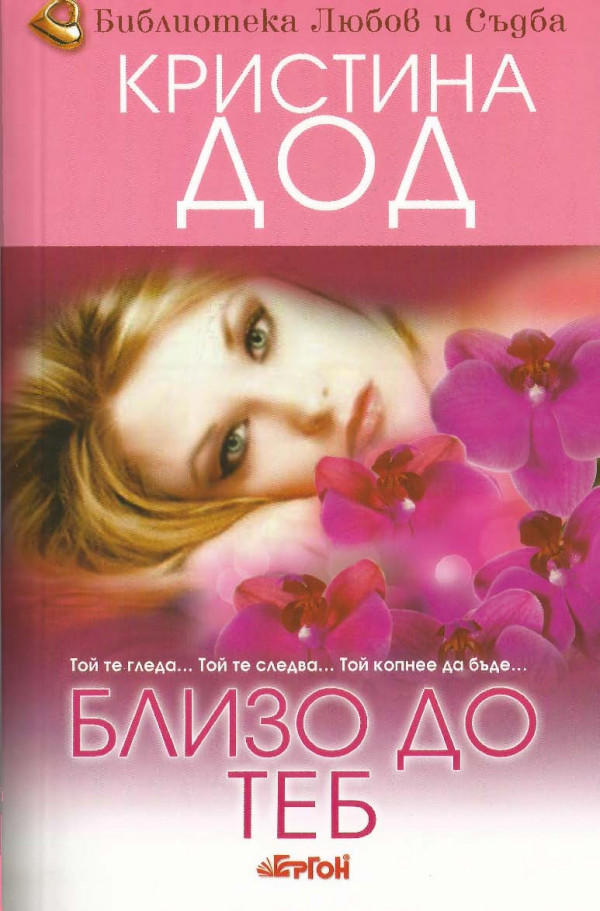 Библиотека Любов и Съдба
КРИСТИНА
ДОД
Той те гледа... Той те следва... Той копнее да бъде...
БЛИЗО ДО
ТЕБ
ЕРГОН